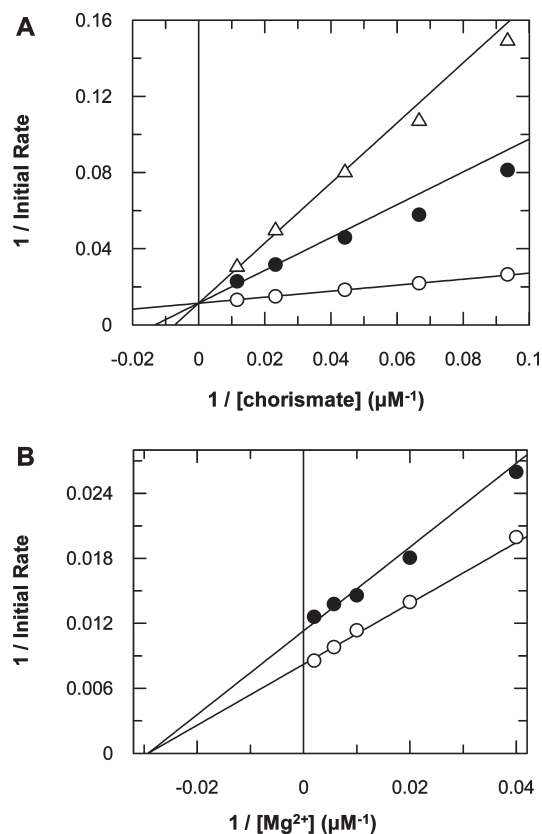 A
0.16
0.12
0.08
0.04
0
1 / Initial Rate
-0.02 0 0.02 0.04 0.06 0.08 0.1
1 / [chorismate] (µM⁻¹)
B
0.024
0.018
0.012
0.006
0
1 / Initial Rate
-0.02 0 0.02 0.04
1 / [Mg²⁺] (µM⁻¹)